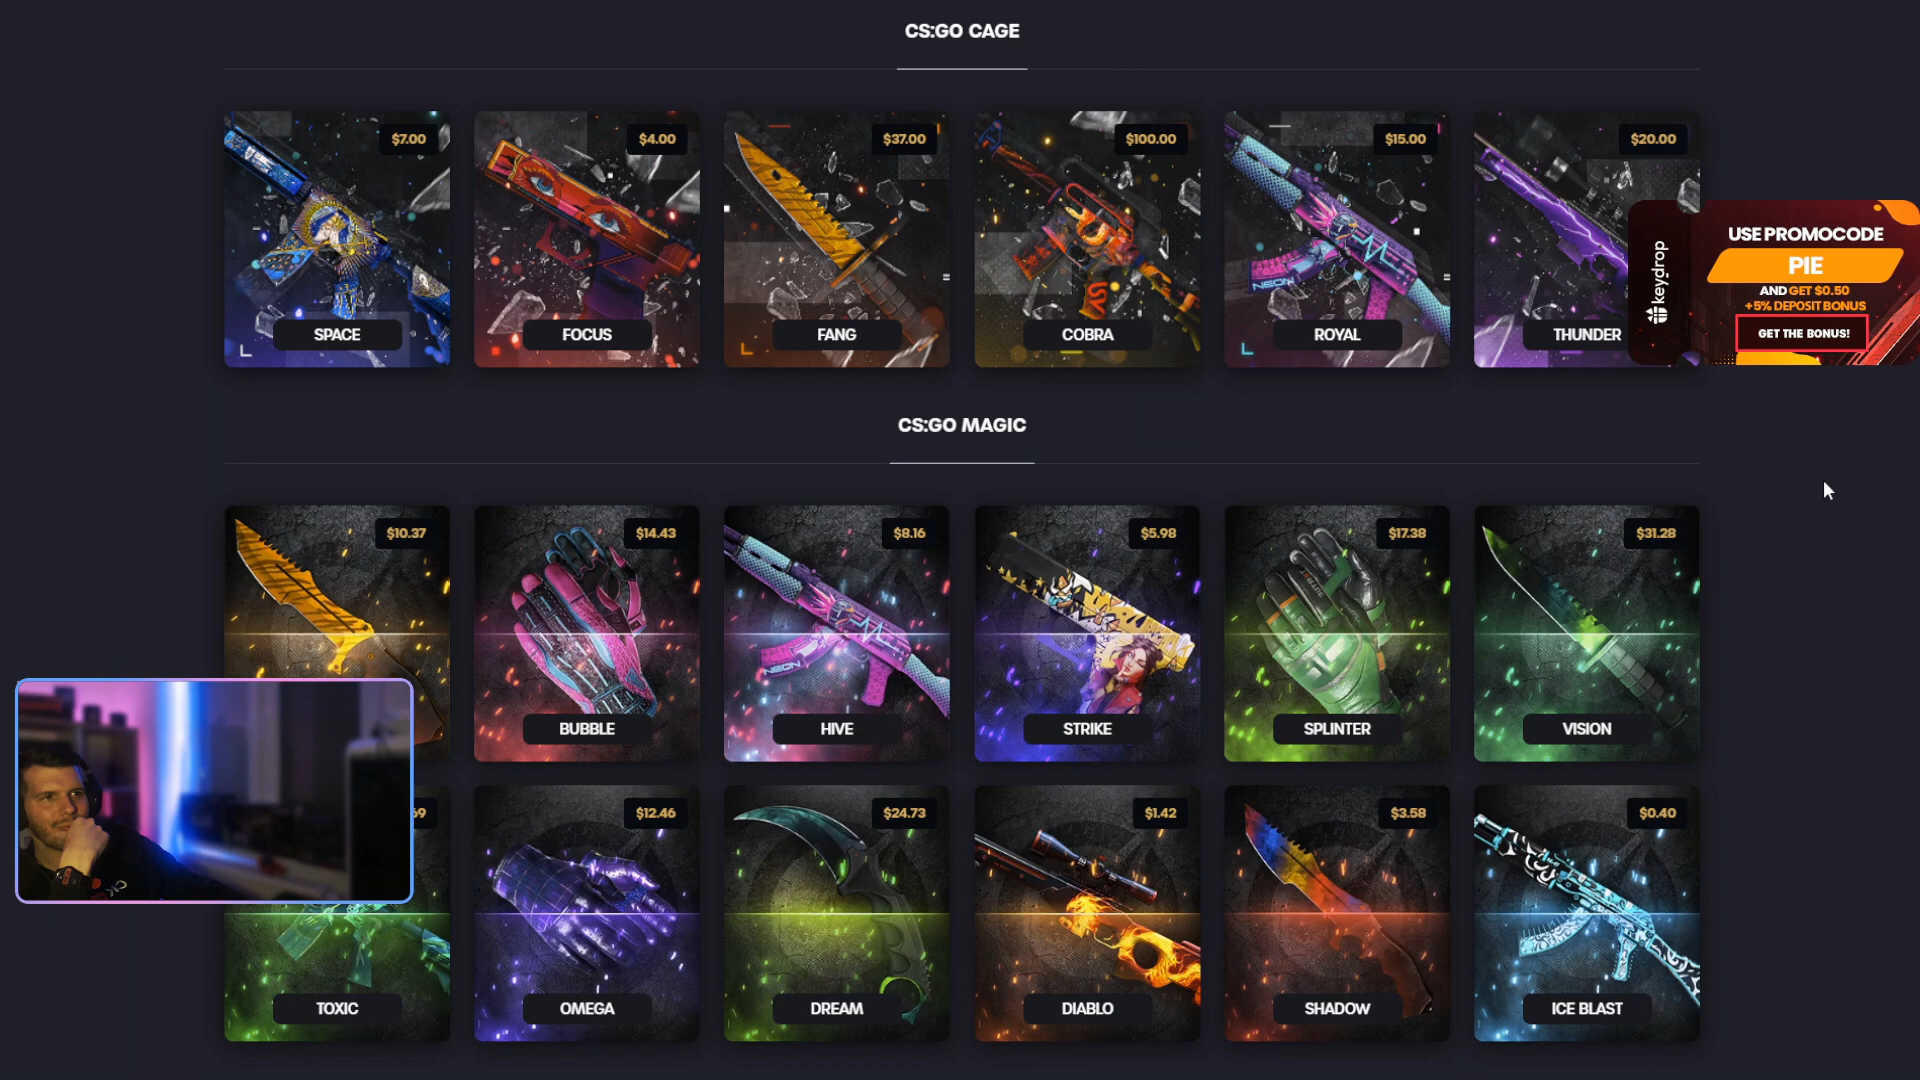 CS:GO CAGE
$7.00
$4.00
$37.00
$100.00
$15.00
$20.00
SPACE
FOCUS
FANG
COBRA
ROYAL
THUNDER
keydrop
USE PROMOCODE
PIE
AND GET $0.50
+5% DEPOSIT BONUS
GET THE BONUS!
CS:GO MAGIC
$10.37
$14.43
$8.16
$5.98
$17.38
$31.28
NEON
BUBBLE
HIVE
STRIKE
SPLINTER
VISION
69
$12.46
$24.73
$1.42
$3.58
$0.40
TOXIC
OMEGA
DREAM
DIABLO
SHADOW
ICE BLAST